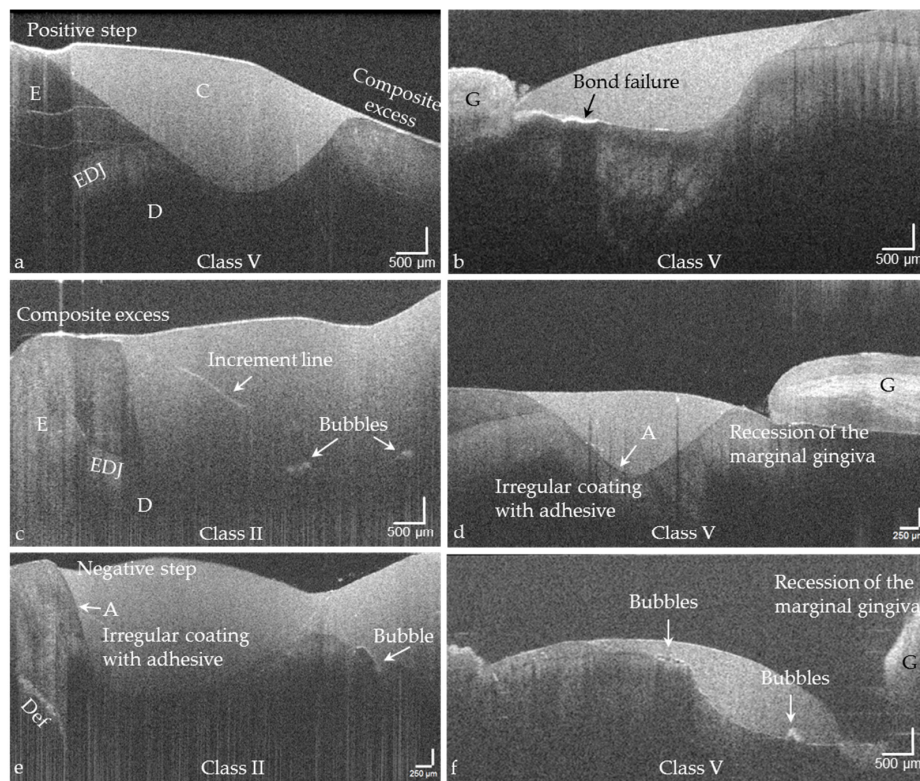 Positive step
E
C
Composite
excess
EDJ
D
500 µm
a
Class V
G
Bond failure
500 µm
b
Class V
Composite excess
Increment line
E
Bubbles
EDJ
D
500 µm
c
Class II
G
A
Recession of the
marginal gingiva
Irregular coating
with adhesive
250 µm
d
Class V
Negative step
A
Irregular coating
with adhesive
Bubble
Def
250 µm
e
Class II
Recession of the
marginal gingiva
Bubbles
G
Bubbles
500 µm
f
Class V